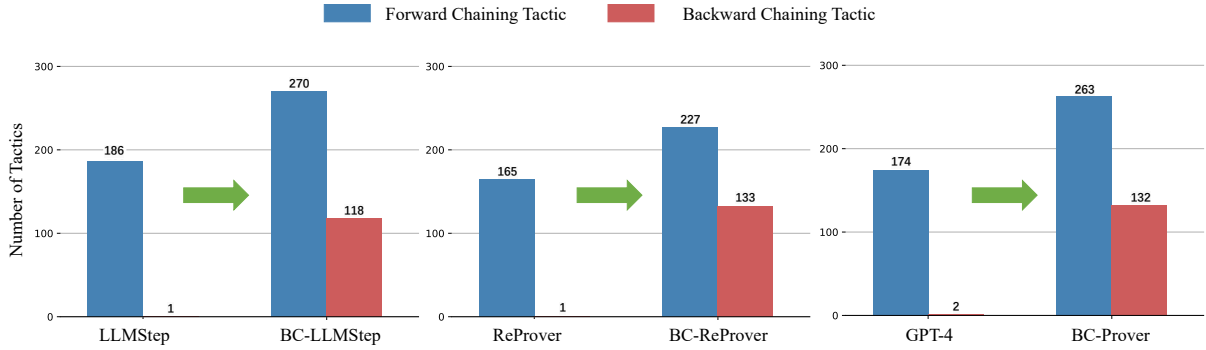 Forward Chaining Tactic
Backward Chaining Tactic
Number of Tactics
300
200
100
0
186
1
270
118
LLMStep
BC-LLMStep
300
200
100
0
165
1
227
133
ReProver
BC-ReProver
300
200
100
0
174
2
263
132
GPT-4
BC-Prover